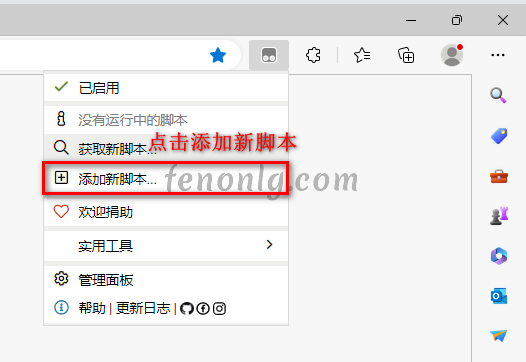 已启用
没有运行中的脚本
获取新脚本...
点击添加新脚本
添加新脚本...
fenonlg.com
欢迎捐助
实用工具
管理面板
帮助 | 更新日志 |